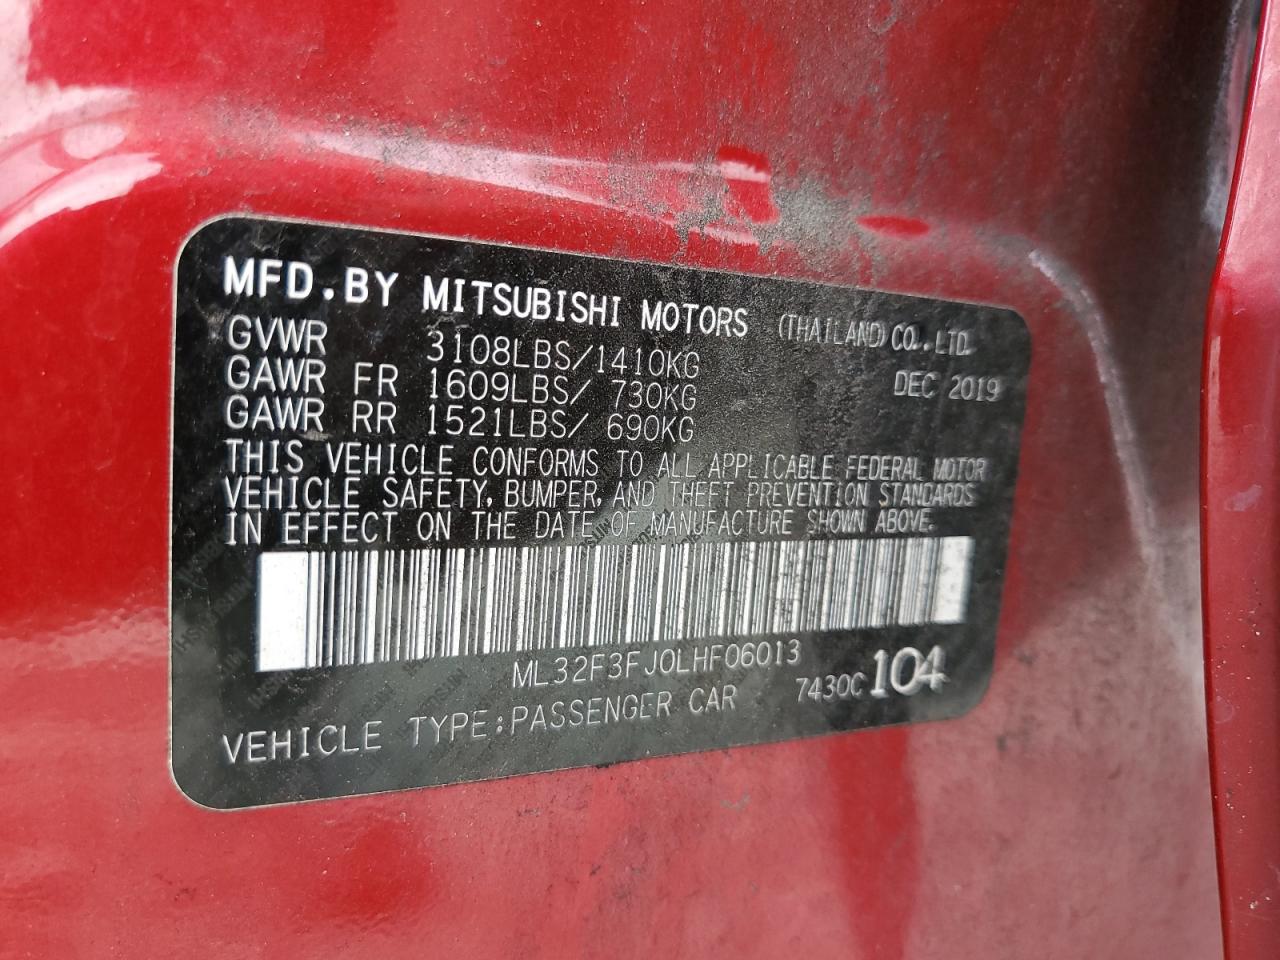 MFD.BY MITSUBISHI MOTORS (THAILAND) CO., LTD.
GVWR 3108LBS/1410KG DEC 2019
GAWR FR 1609LBS/ 730KG
GAWR RR 1521LBS/ 690KG
THIS VEHICLE CONFORMS TO ALL APPLICABLE FEDERAL MOTOR
VEHICLE SAFETY, BUMPER, AND THEFT PREVENTION STANDARDS
IN EFFECT ON THE DATE OF MANUFACTURE SHOWN ABOVE.
ML32F3FJ0LHF06013
7430C 104
VEHICLE TYPE:PASSENGER CAR